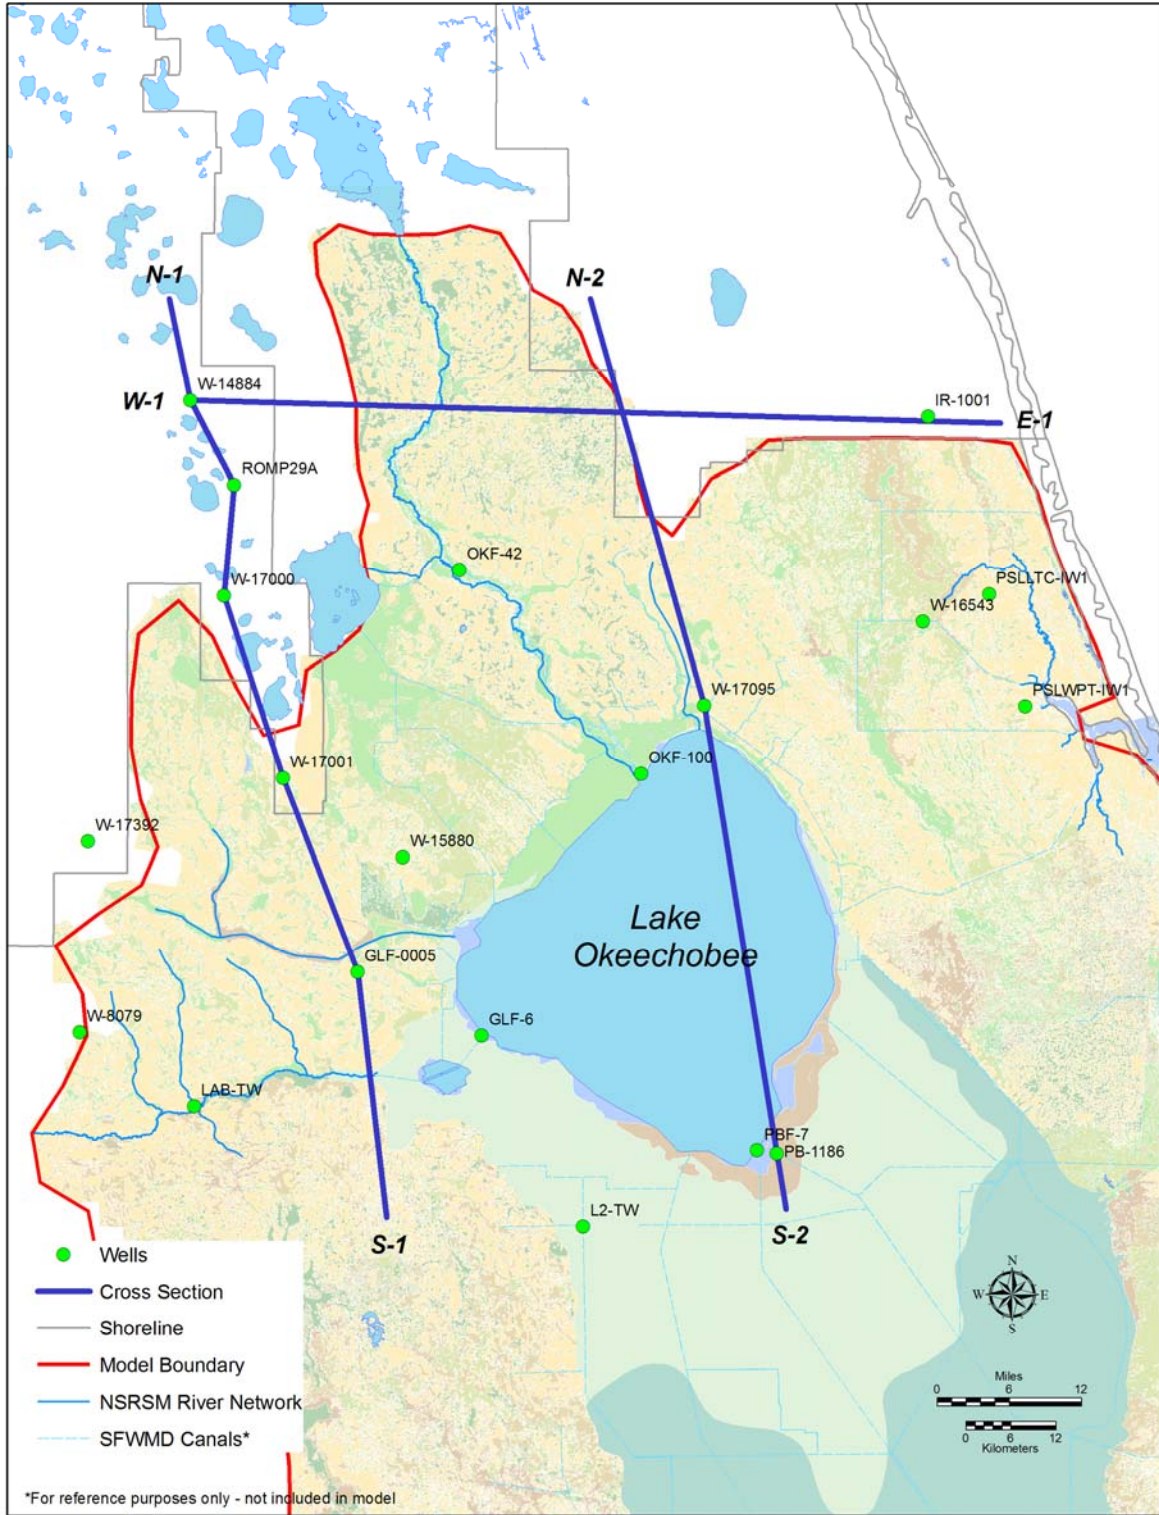 N-1
N-2
W-14884
W-1
IR-1001
E-1
ROMP29A
OKF-42
W-17000
PSLLTC-IW1
W-16543
W-17095
PSLWPT-IW1
OKF-100
W-17001
W-17392
W-15880
Lake
Okeechobee
GLF-0005
W-8079
GLF-6
LAB-TW
PBF-7
PB-1186
L2-TW
S-1
S-2
Wells
Cross Section
Shoreline
Model Boundary
NSRSM River Network
SFWMD Canals*
*For reference purposes only - not included in model
N
W
E
S
Miles
0 6 12
0 6 12
Kilometers